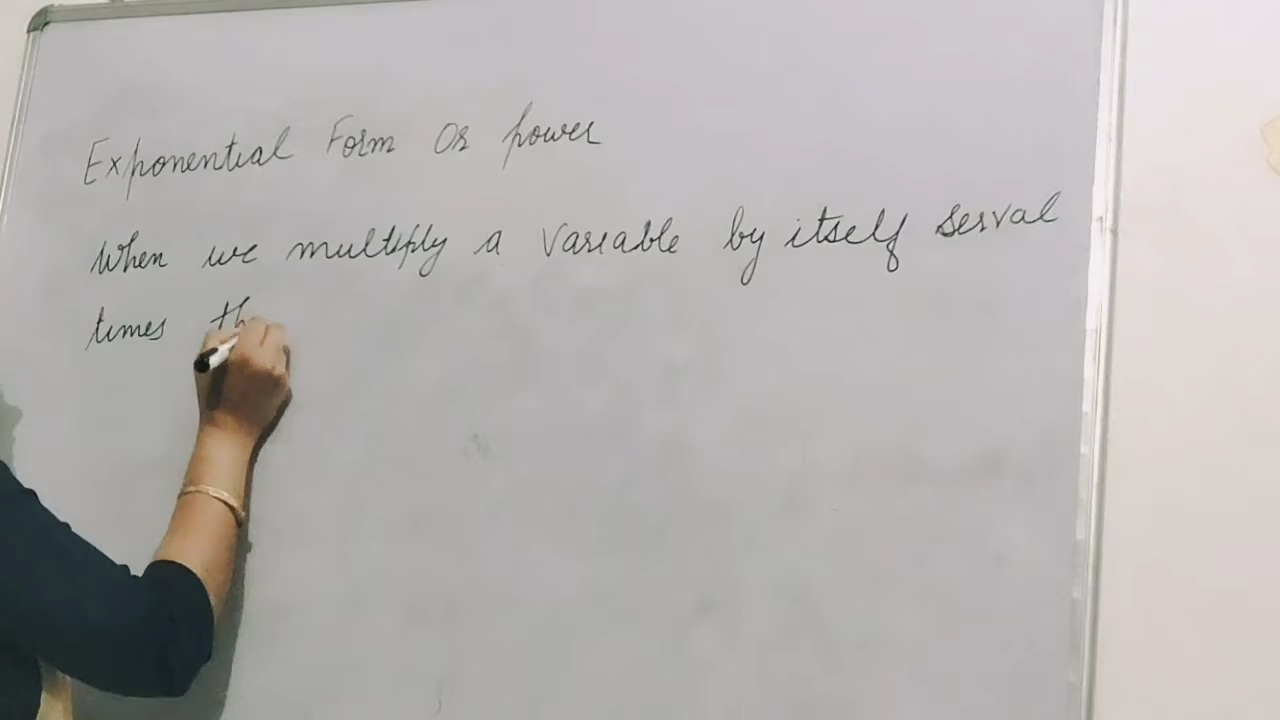 Exponential Form Or power
When we multiply a variable by itself serval
times th